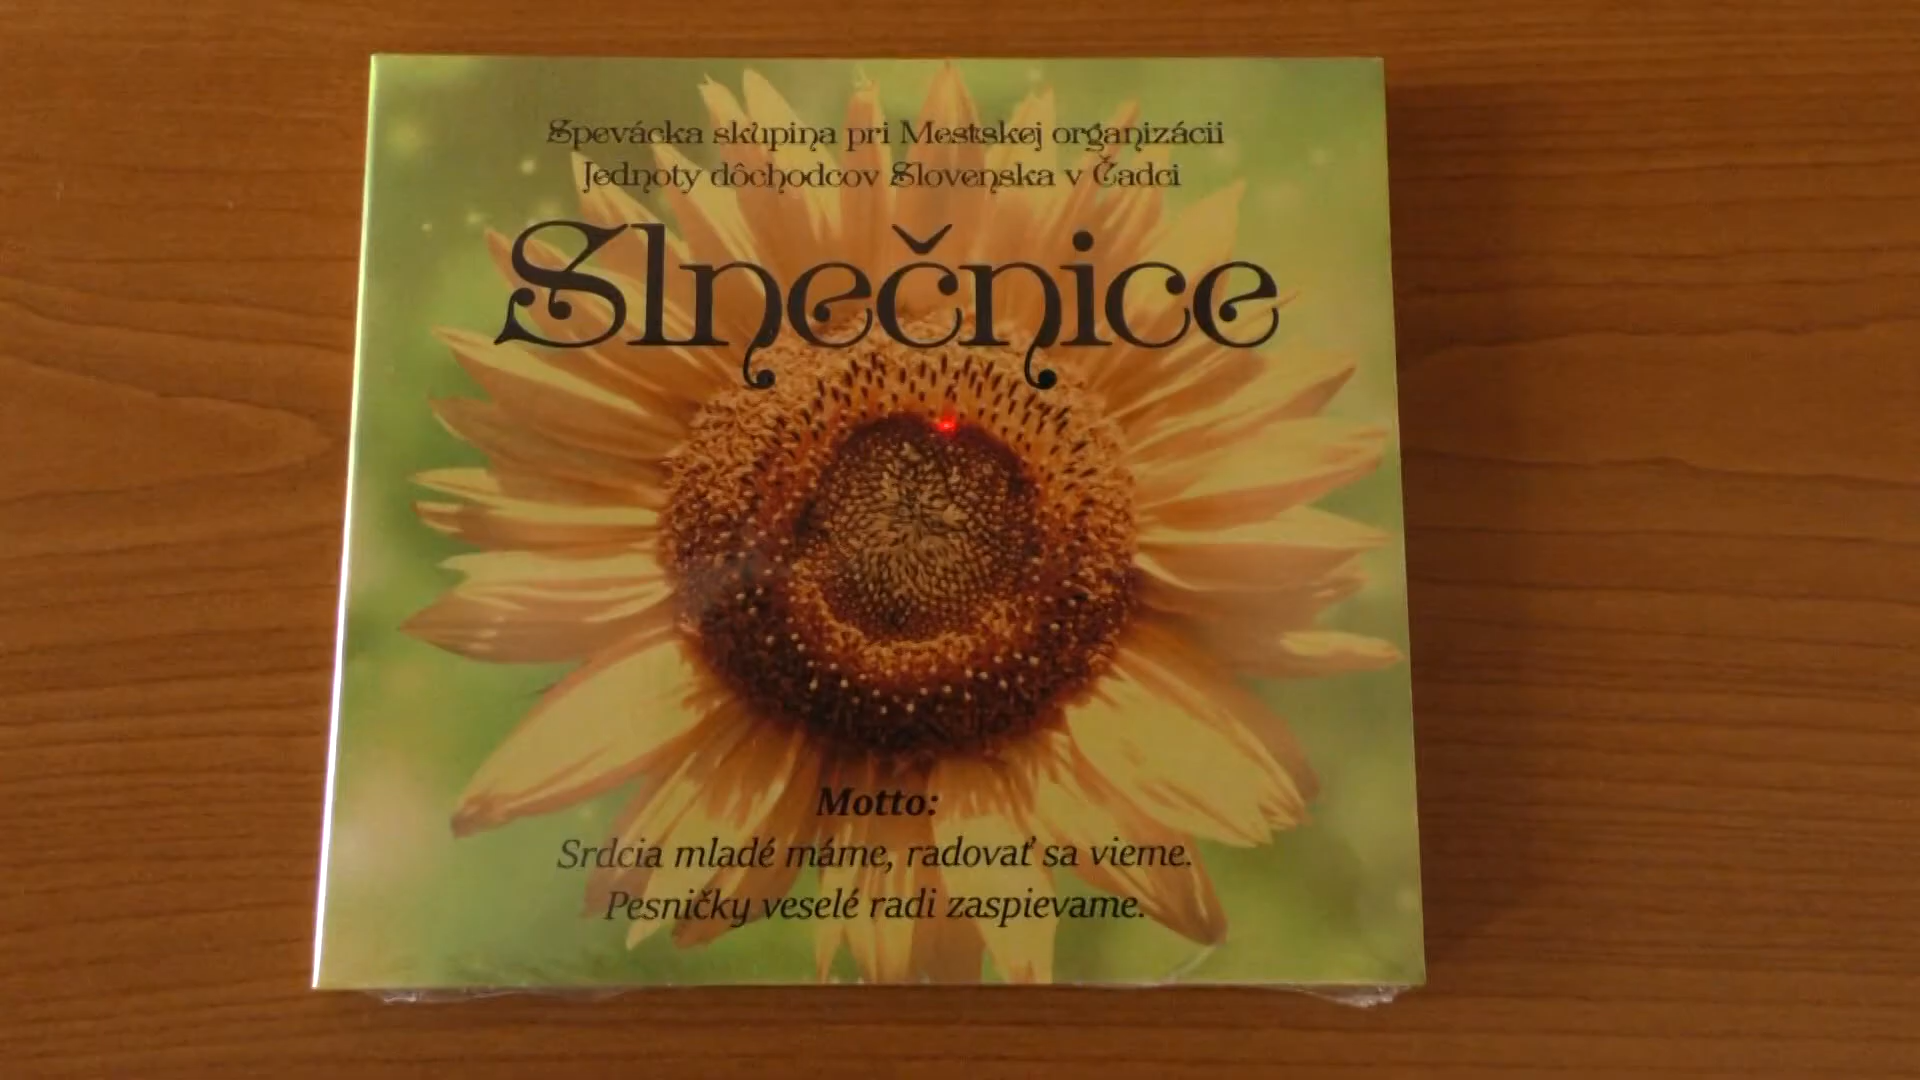 Spevácka skupina pri Mestskej organizácii
Jednoty dôchodcov Slovenska v Čadci
Slnečnice
Motto:
Srdcia mladé máme, radovať sa vieme.
Pesničky veselé radi zaspievame.